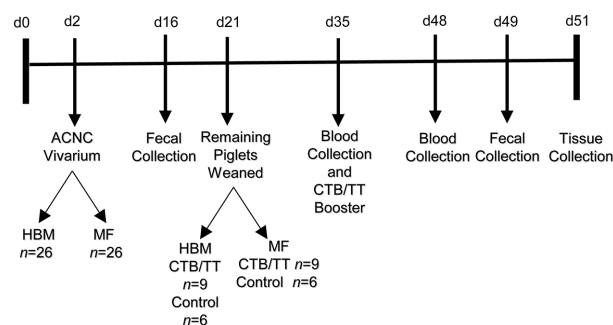 d0 d2 d16 d21 d35 d48 d49 d51
ACNC
Vivarium
Fecal
Collection
Remaining
Piglets
Weaned
Blood
Collection
and
CTB/TT
Booster
Blood
Collection
Fecal
Collection
Tissue
Collection
HBM
n=26
MF
n=26
HBM
CTB/TT
n=9
Control
n=6
MF
CTB/TT n=9
Control n=6